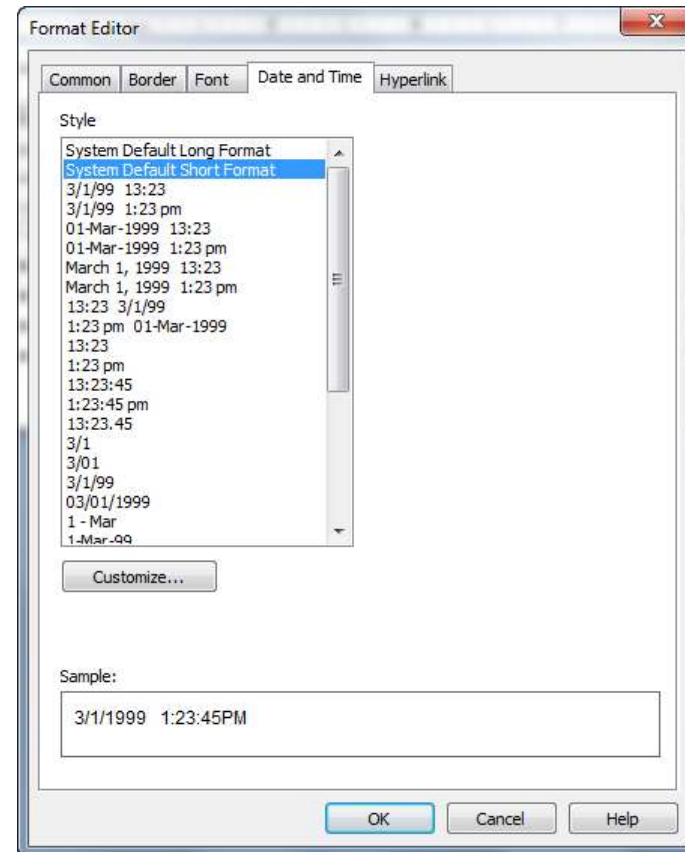 Format Editor
Common Border Font Date and Time Hyperlink
Style
System Default Long Format
System Default Short Format
3/1/99 13:23
3/1/99 1:23 pm
01-Mar-1999 13:23
01-Mar-1999 1:23 pm
March 1, 1999 13:23
March 1, 1999 1:23 pm
13:23 3/1/99
1:23 pm 01-Mar-1999
13:23
1:23 pm
13:23:45
1:23:45 pm
13:23.45
3/1
3/01
3/1/99
03/01/1999
1 - Mar
1-Mar-99
Customize...
Sample:
3/1/1999 1:23:45PM
OK Cancel Help